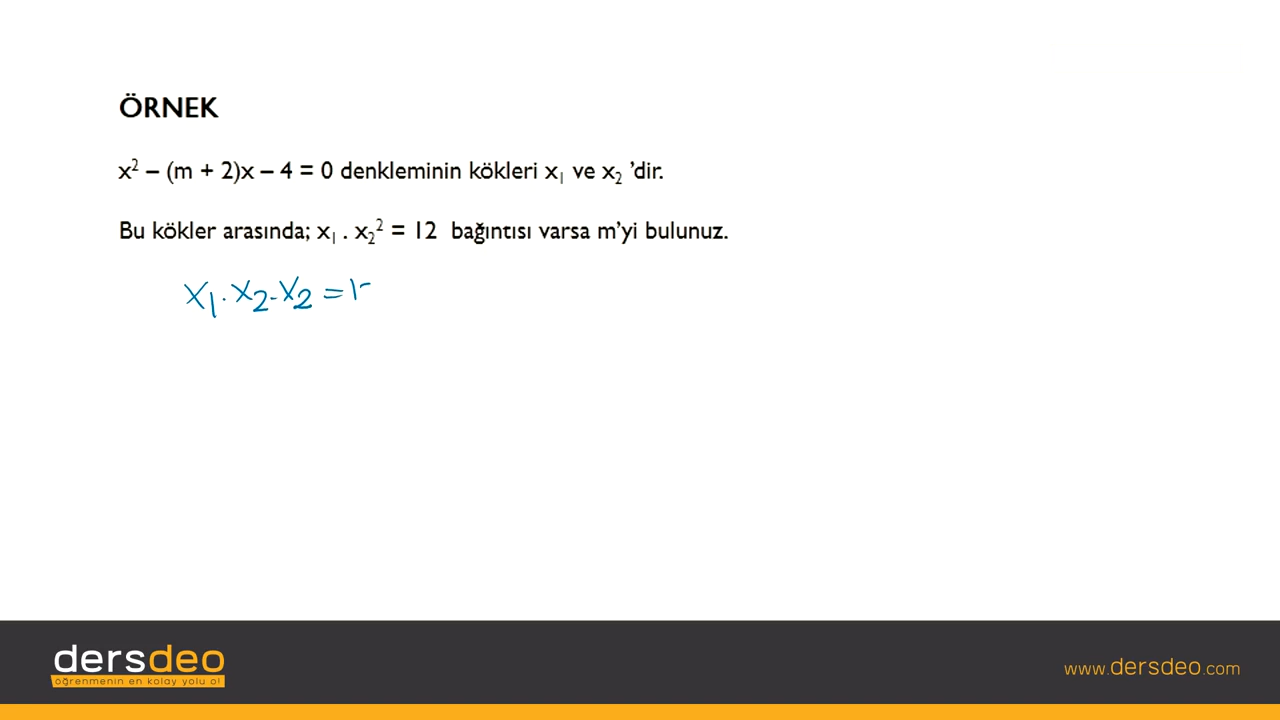 ÖRNEK
x² – (m + 2)x – 4 = 0 denkleminin kökleri x₁ ve x₂ ’dir.
Bu kökler arasında; x₁ . x₂² = 12 bağıntısı varsa m’yi bulunuz.
x₁ . x₂ . x₂ = 1
dersdeo
öğrenmenin en kolay yolu o!
www.dersdeo.com